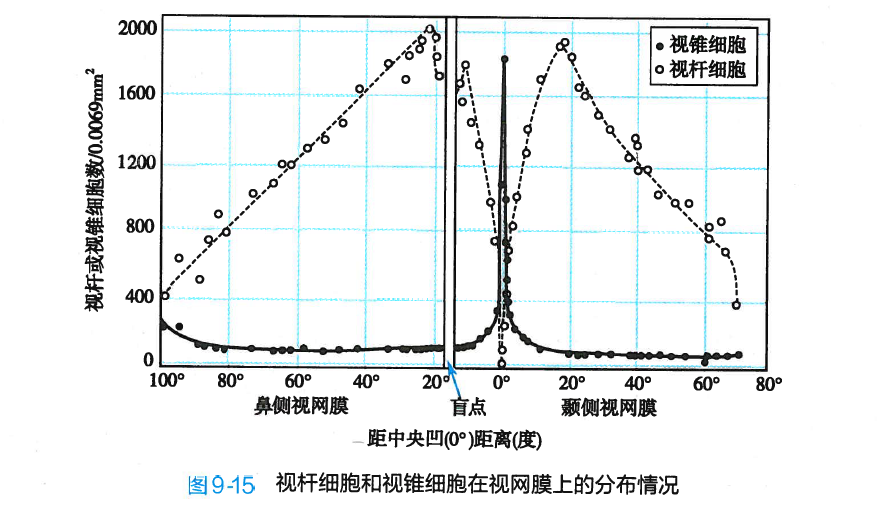 视杆或视锥细胞数/0.0069mm²
2000
1600
1200
800
400
0
视锥细胞
视杆细胞
100° 80° 60° 40° 20° 0° 20° 40° 60° 80°
鼻侧视网膜 盲点 颞侧视网膜
距中央凹(0°)距离(度)
图9-15 视杆细胞和视锥细胞在视网膜上的分布情况